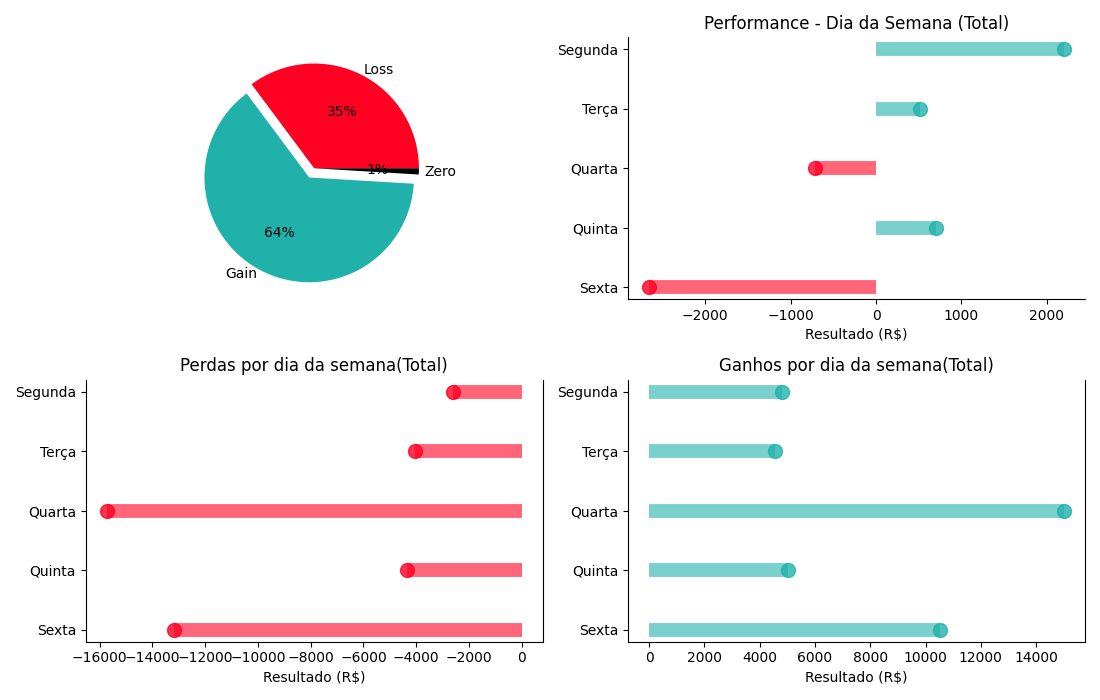 Loss
35%
1%
Zero
64%
Gain
Performance - Dia da Semana (Total)
Segunda
Terça
Quarta
Quinta
Sexta
−2000 −1000 0 1000 2000
Resultado (R$)
Perdas por dia da semana(Total)
Segunda
Terça
Quarta
Quinta
Sexta
−16000 −14000 −12000 −10000 −8000 −6000 −4000 −2000 0
Resultado (R$)
Ganhos por dia da semana(Total)
Segunda
Terça
Quarta
Quinta
Sexta
0 2000 4000 6000 8000 10000 12000 14000
Resultado (R$)